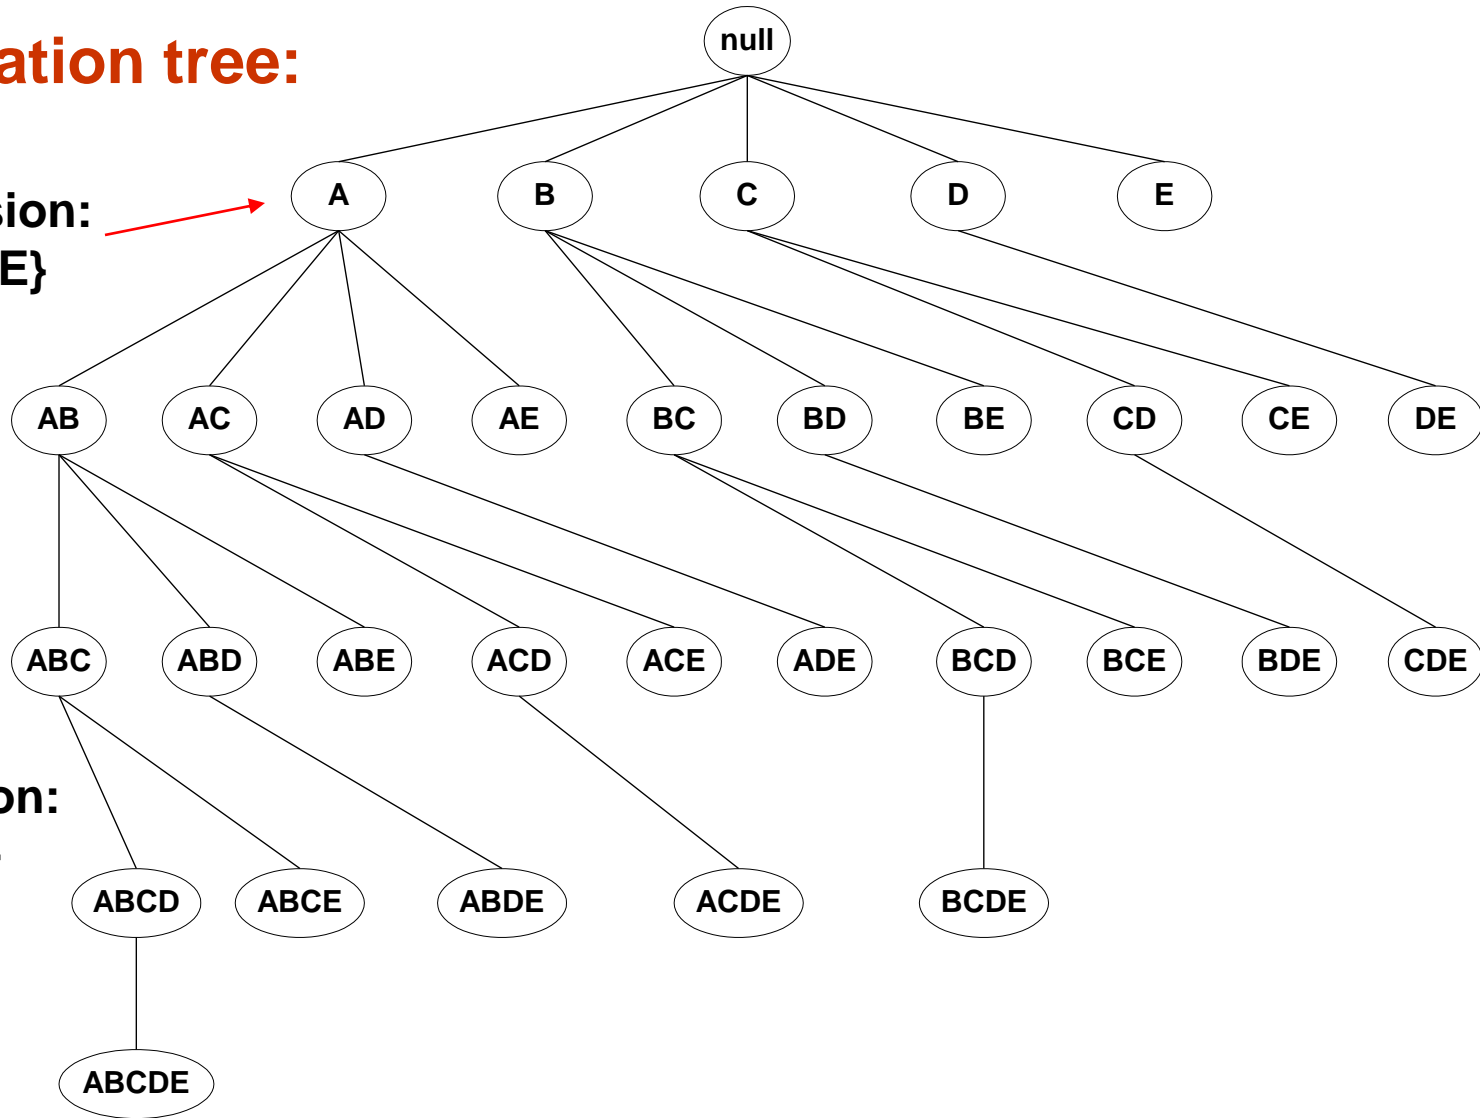 null
ation tree:
sion:
E}
A B C D E
AB AC AD AE BC BD BE CD CE DE
ABC ABD ABE ACD ACE ADE BCD BCE BDE CDE
on:
ABCD ABCE ABDE ACDE BCDE
ABCDE